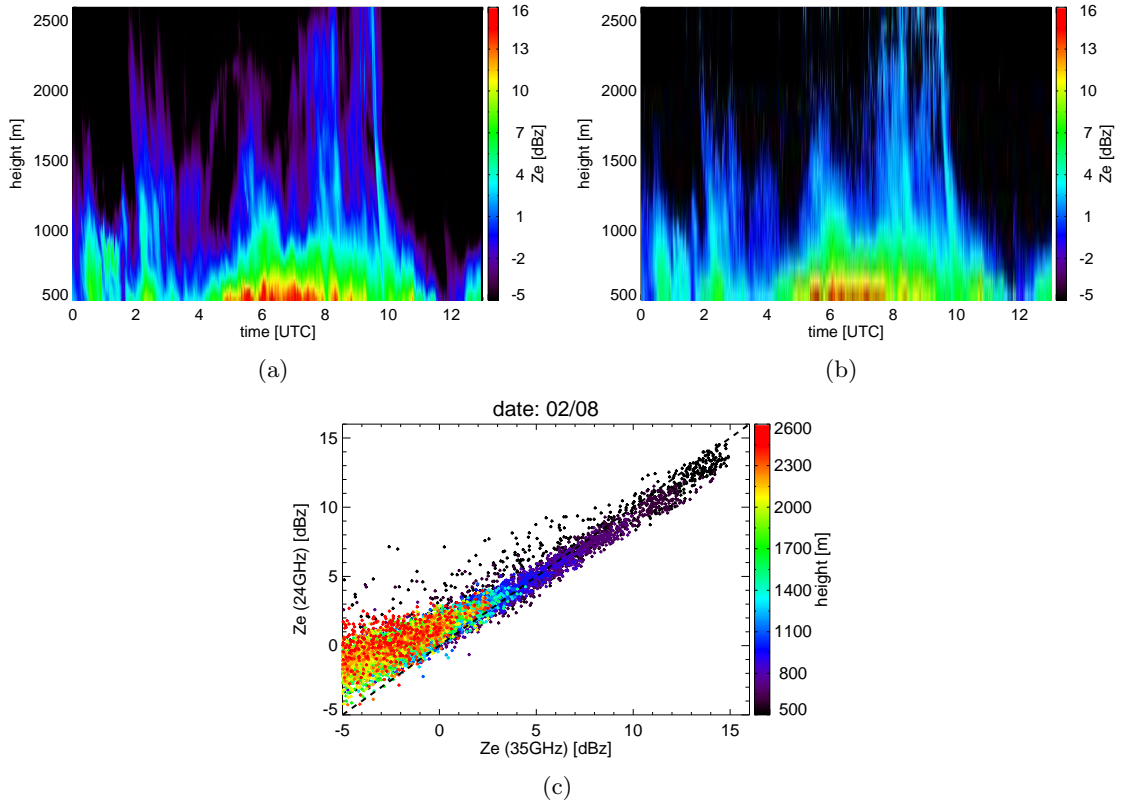 2500
2000
1500
1000
500
height [m]
0 2 4 6 8 10 12
time [UTC]
16
13
10
7
4
1
-2
-5
Ze [dBz]
(a)
2500
2000
1500
1000
500
height [m]
0 2 4 6 8 10 12
time [UTC]
16
13
10
7
4
1
-2
-5
Ze [dBz]
(b)
date: 02/08
15
10
5
0
-5
Ze (24GHz) [dBz]
-5 0 5 10 15
Ze (35GHz) [dBz]
2600
2300
2000
1700
1400
1100
800
500
height [m]
(c)